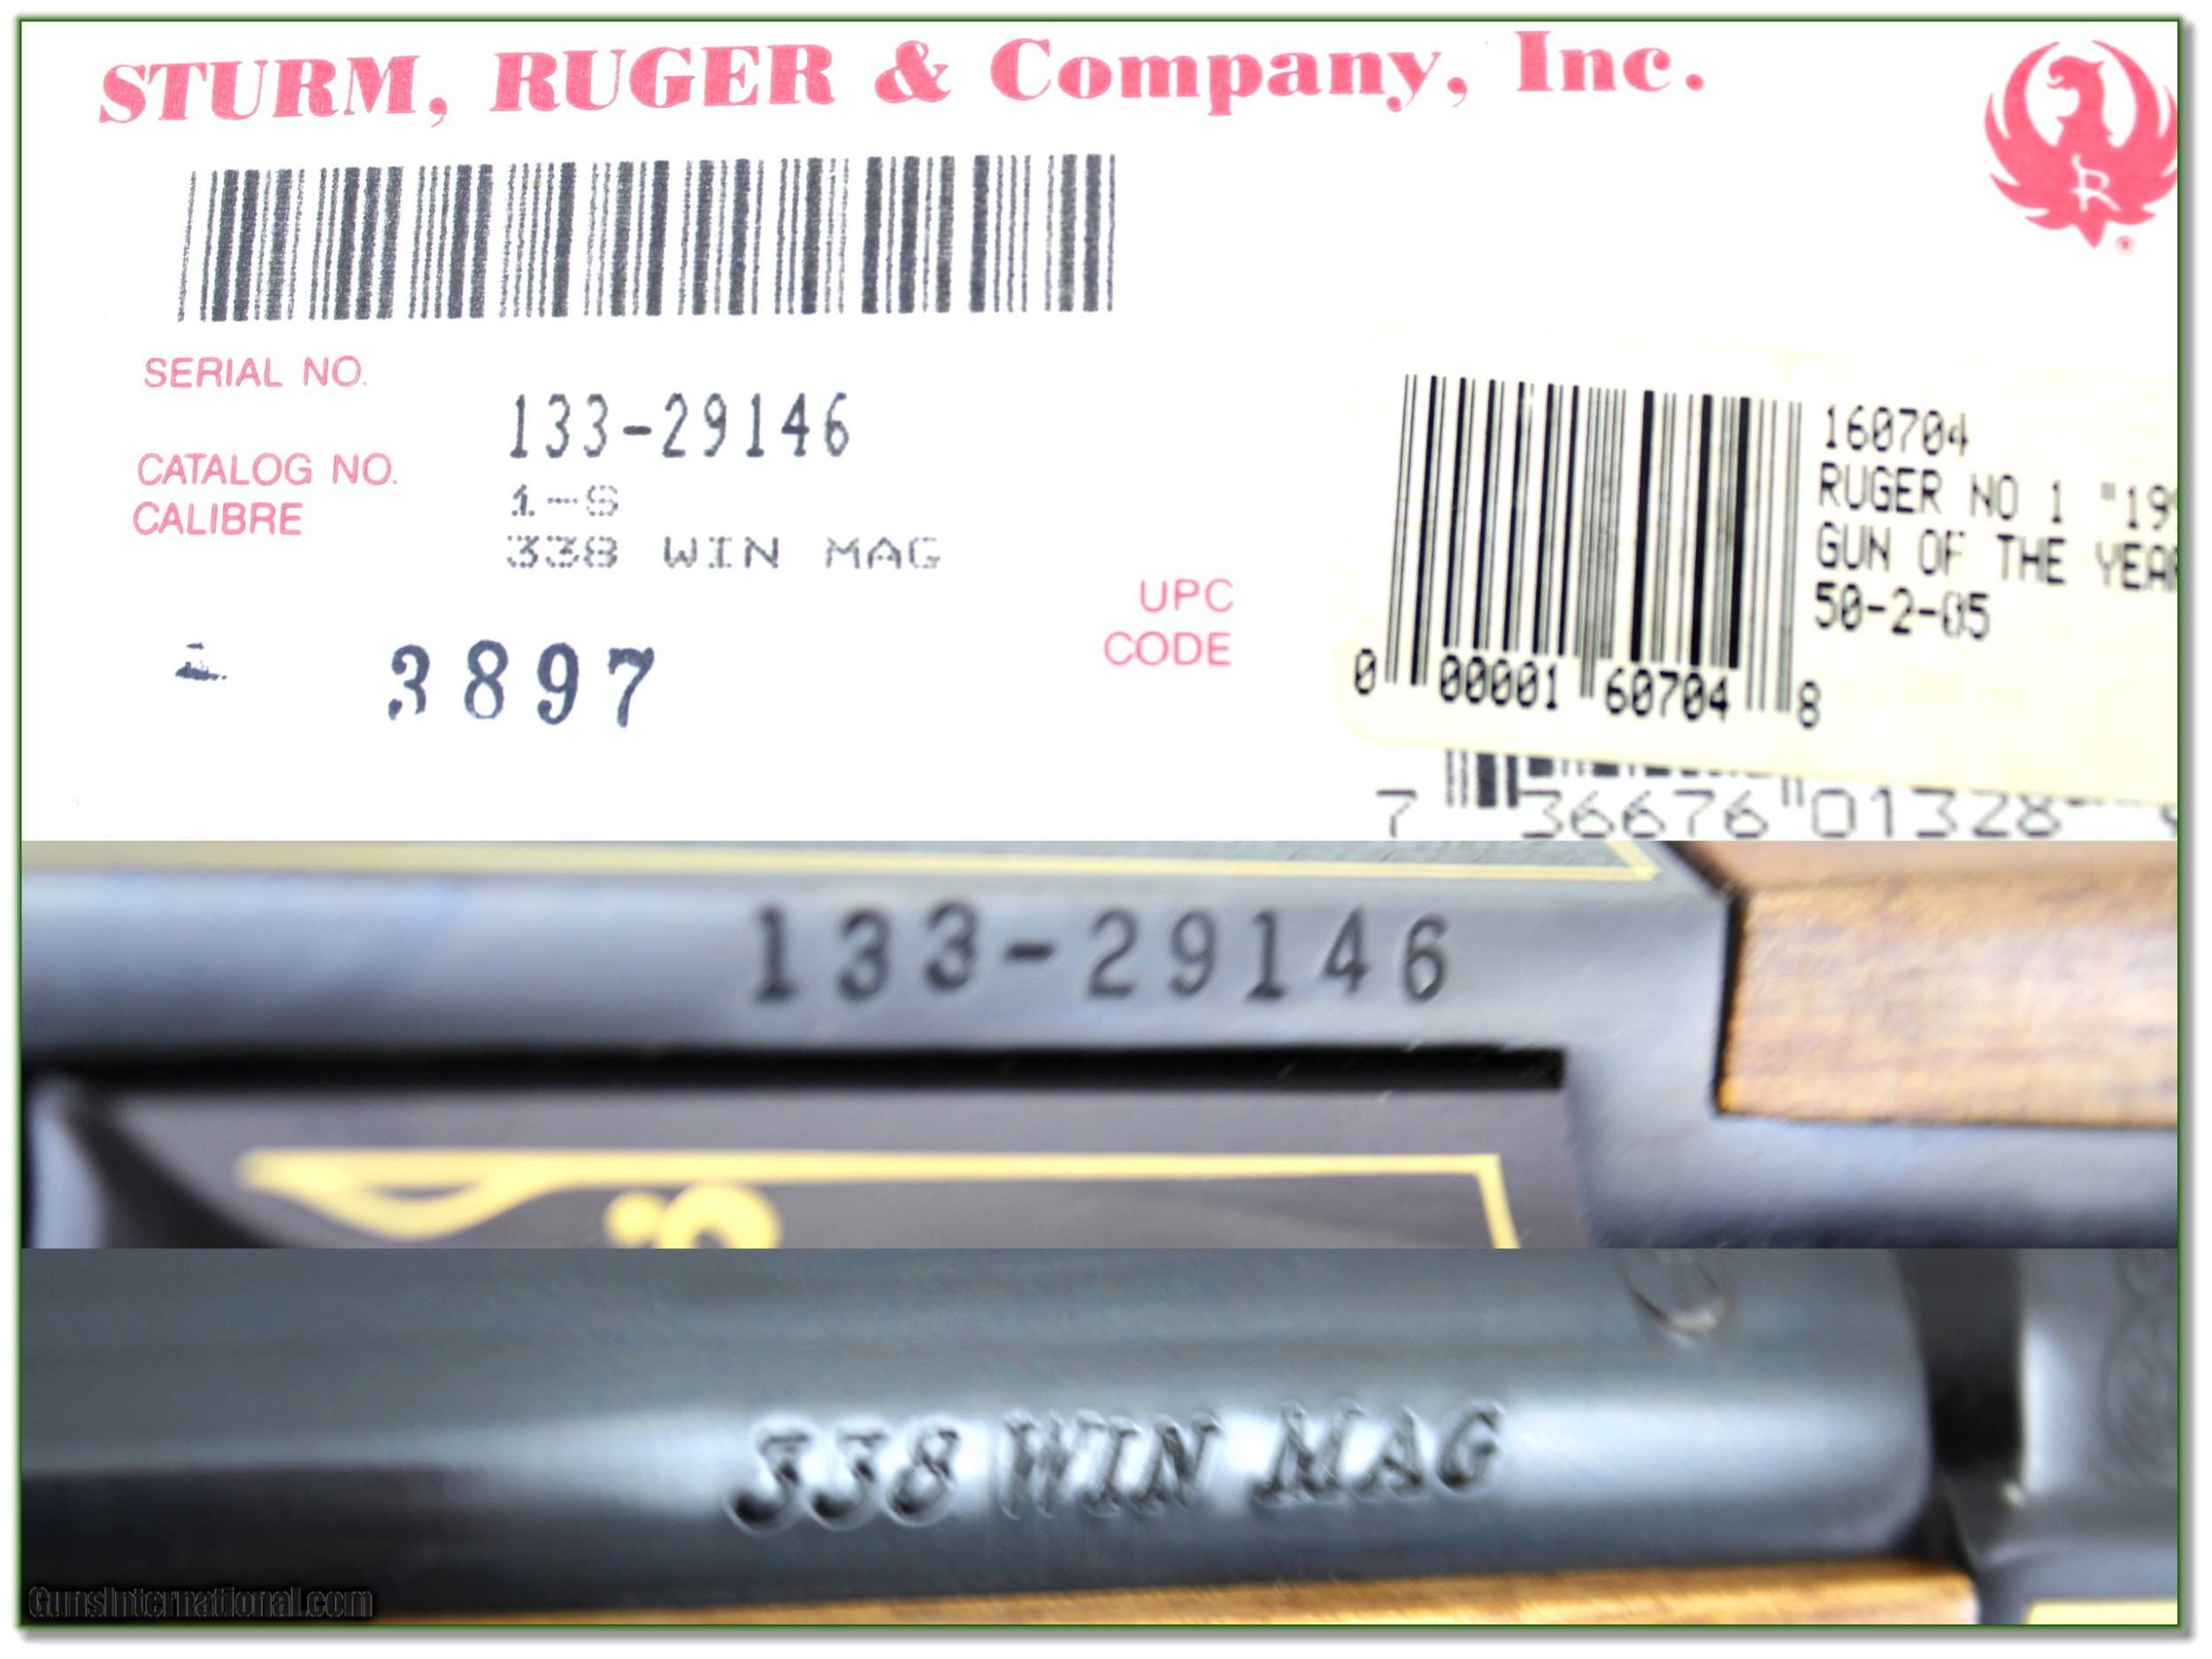 STURM, RUGER & Company, Inc.
R
®
SERIAL NO.
133-29146
CATALOG NO.
1-S
CALIBRE
338 WIN MAG
3897
UPC
CODE
160704
RUGER NO 1 "19
GUN OF THE YEA
50-2-05
0 00001 60704 8
7 36676 01328
133-29146
338 WIN MAG
GunsInternational.com